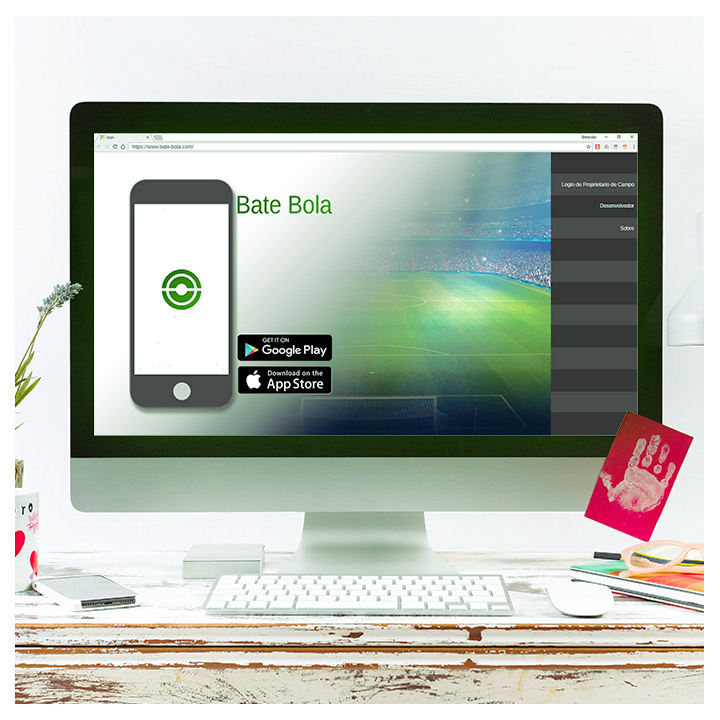 Apps
https://www.bate-bola.com/
Bate Bola
Login de Proprietario de Campo
Desenvolvedor
Sobre
GET IT ON
Google Play
Download on the
App Store